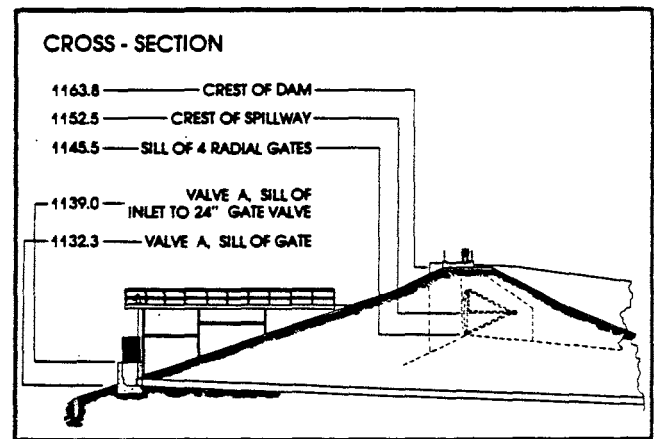 CROSS - SECTION
1163.8 CREST OF DAM
1152.5 CREST OF SPILLWAY
1145.5 SILL OF 4 RADIAL GATES
1139.0 VALVE A, SILL OF
INLET TO 24" GATE VALVE
1132.3 VALVE A, SILL OF GATE